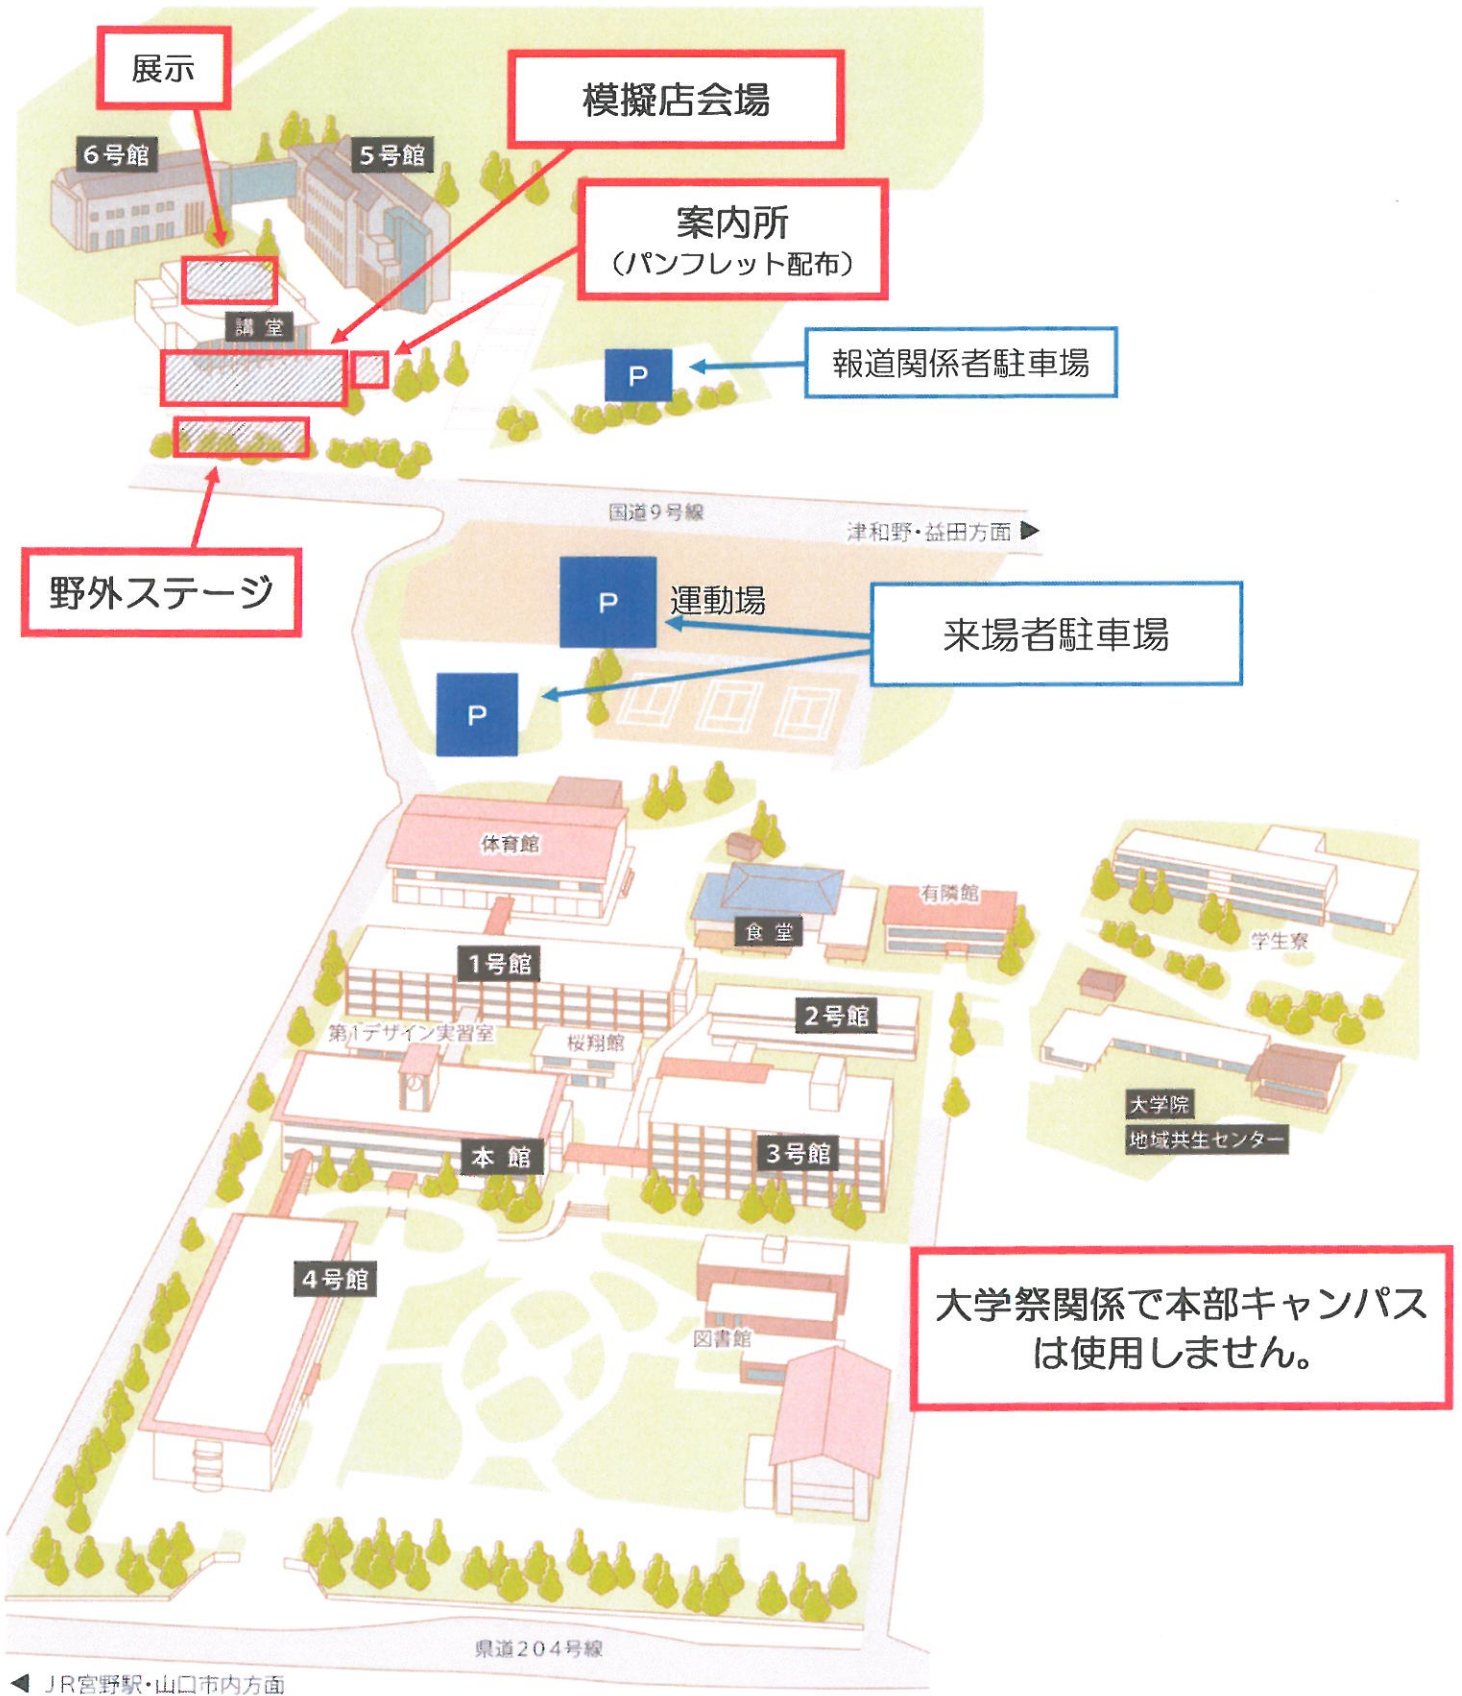 展示
模擬店会場
6号館
5号館
案内所
（パンフレット配布）
講堂
報道関係者駐車場
P
国道9号線
津和野・益田方面 ▶
野外ステージ
P
運動場
来場者駐車場
P
体育館
食堂
有隣館
学生寮
1号館
2号館
第1デザイン実習室
桜翔館
大学院
地域共生センター
本館
3号館
4号館
図書館
大学祭関係で本部キャンパス
は使用しません。
県道204号線
◀ JR宮野駅・山口市内方面